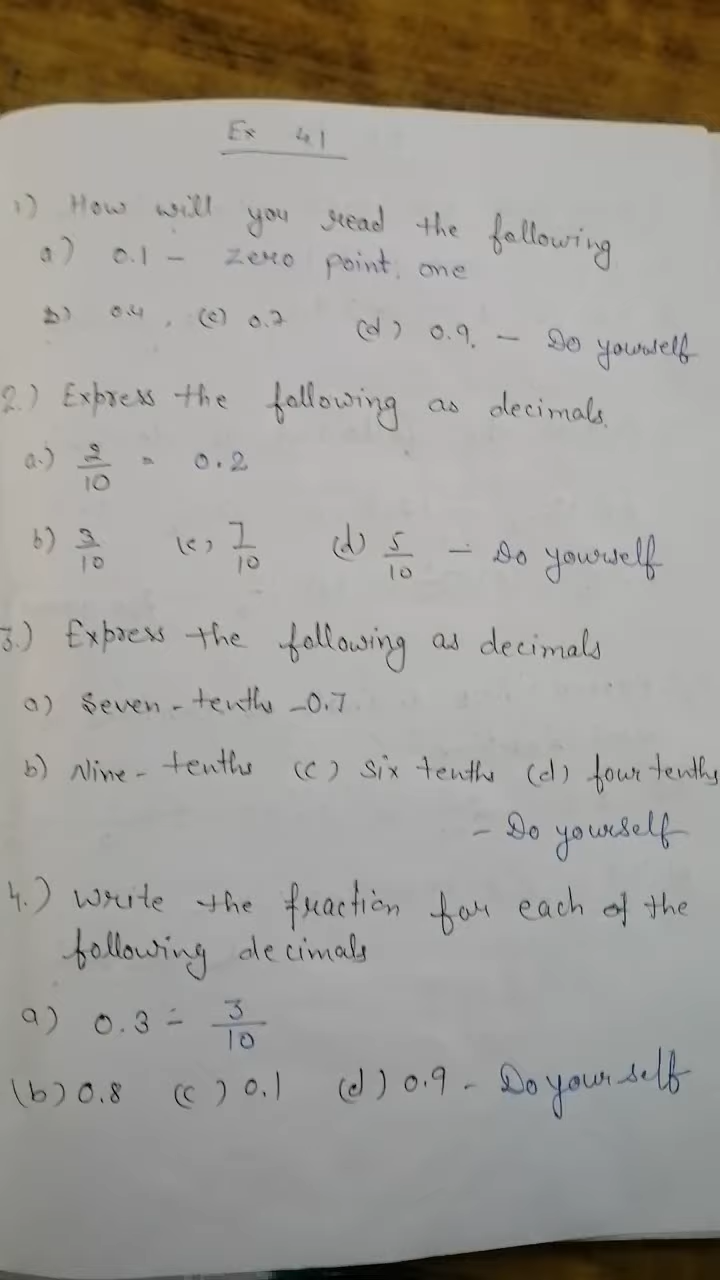 Ex 41
1) How will you read the following
a) 0.1 - zero point. one
b) 0.4, (c) 0.7 (d) 0.9. - Do yourself
2.) Express the following as decimals.
a.) 2/10 = 0.2
b) 3/10 (c) 7/10 (d) 5/10 - Do yourself
3.) Express the following as decimals
a) Seven-tenths -0.7
b) Nine-tenths (c) six tenths (d) four tenths
- Do yourself
4.) Write the fraction for each of the
following decimals
a) 0.3 = 3/10
(b) 0.8 (c) 0.1 (d) 0.9 - Do yourself